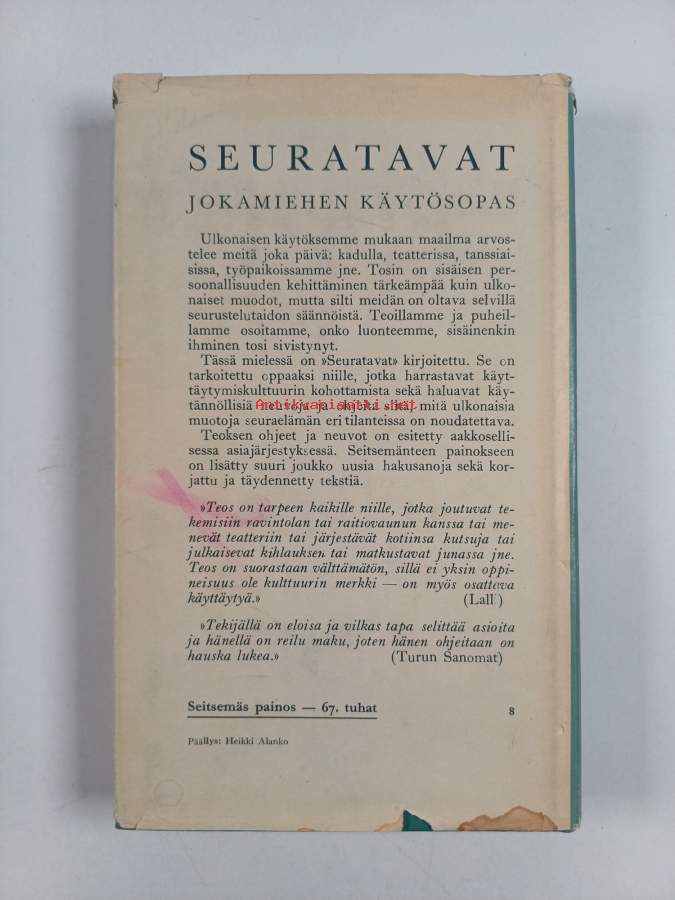 SEURATAVAT
JOKAMIEHEN KÄYTÖSOPAS
Ulkonaisen käytöksemme mukaan maailma arvos-
telee meitä joka päivä: kadulla, teatterissa, tanssiai-
sissa, työpaikoissamme jne. Tosin on sisäisen per-
soonallisuuden kehittäminen tärkeämpää kuin ulko-
naiset muodot, mutta silti meidän on oltava selvillä
seurustelutaidon säännöistä. Teoillamme ja puheil-
lamme osoitamme, onko luonteemme, sisäinenkin
ihminen tosi sivistynyt.
Tässä mielessä on »Seuratavat» kirjoitettu. Se on
tarkoitettu oppaaksi niille, jotka harrastavat käyt-
täytymiskulttuurin kohottamista sekä haluavat käy-
tännöllisiä neuvoja ja ohjeita siitä, mitä ulkonaisia
muotoja seuraelämän eri tilanteissa on noudatettava.
Teoksen ohjeet ja neuvot on esitetty aakkoselli-
sessa asiajärjestyksessä. Seitsemänteen painokseen
on lisätty suuri joukko uusia hakusanoja sekä kor-
jattu ja täydennetty tekstiä.
»Teos on tarpeen kaikille niille, jotka joutuvat te-
kemisiin ravintolan tai raitiovaunun kanssa tai me-
nevät teatteriin tai järjestävät kotiinsa kutsuja tai
julkaisevat kihlauksen tai matkustavat junassa jne.
Teos on suorastaan välttämätön, sillä ei yksin oppi-
neisuus ole kulttuurin merkki — on myös osattava
käyttäytyä.» (Lalli)
»Tekijällä on eloisa ja vilkas tapa selittää asioita
ja hänellä on reilu maku, joten hänen ohjeitaan on
hauska lukea.» (Turun Sanomat)
Seitsemäs painos — 67. tuhat 8
Päällys: Heikki Alanko